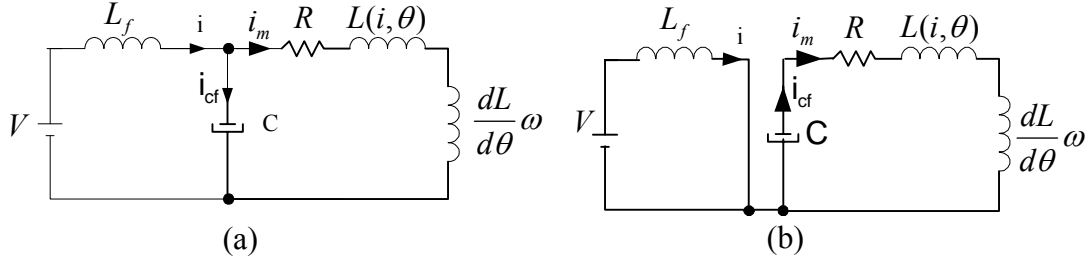 L_f i i_m R L(i,θ)
i_cf
V C dL/dθ ω
(a)
L_f i i_m R L(i,θ)
i_cf
V C dL/dθ ω
(b)